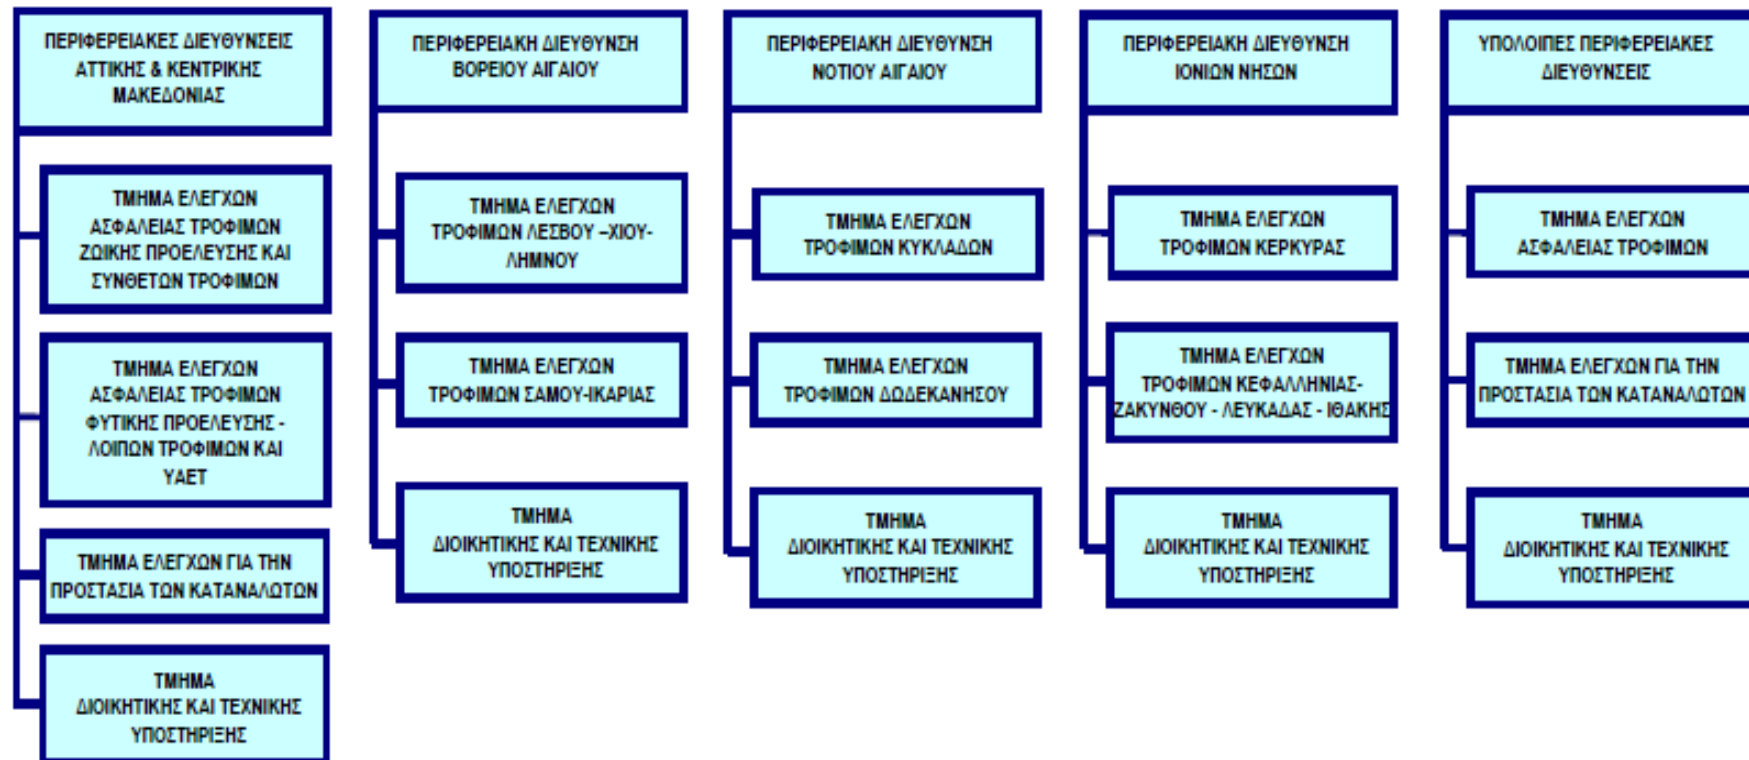 ΠΕΡΙΦΕΡΕΙΑΚΕΣ ΔΙΕΥΘΥΝΣΕΙΣ
ΑΤΤΙΚΗΣ & ΚΕΝΤΡΙΚΗΣ
ΜΑΚΕΔΟΝΙΑΣ
ΤΜΗΜΑ ΕΛΕΓΧΩΝ
ΑΣΦΑΛΕΙΑΣ ΤΡΟΦΙΜΩΝ
ΖΩΙΚΗΣ ΠΡΟΕΛΕΥΣΗΣ ΚΑΙ
ΣΥΝΘΕΤΩΝ ΤΡΟΦΙΜΩΝ
ΤΜΗΜΑ ΕΛΕΓΧΩΝ
ΑΣΦΑΛΕΙΑΣ ΤΡΟΦΙΜΩΝ
ΦΥΤΙΚΗΣ ΠΡΟΕΛΕΥΣΗΣ -
ΛΟΙΠΩΝ ΤΡΟΦΙΜΩΝ ΚΑΙ
ΥΑΕΤ
ΤΜΗΜΑ ΕΛΕΓΧΩΝ ΓΙΑ ΤΗΝ
ΠΡΟΣΤΑΣΙΑ ΤΩΝ ΚΑΤΑΝΑΛΩΤΩΝ
ΤΜΗΜΑ
ΔΙΟΙΚΗΤΙΚΗΣ ΚΑΙ ΤΕΧΝΙΚΗΣ
ΥΠΟΣΤΗΡΙΞΗΣ
ΠΕΡΙΦΕΡΕΙΑΚΗ ΔΙΕΥΘΥΝΣΗ
ΒΟΡΕΙΟΥ ΑΙΓΑΙΟΥ
ΤΜΗΜΑ ΕΛΕΓΧΩΝ
ΤΡΟΦΙΜΩΝ ΛΕΣΒΟΥ –ΧΙΟΥ-
ΛΗΜΝΟΥ
ΤΜΗΜΑ ΕΛΕΓΧΩΝ
ΤΡΟΦΙΜΩΝ ΣΑΜΟΥ-ΙΚΑΡΙΑΣ
ΤΜΗΜΑ
ΔΙΟΙΚΗΤΙΚΗΣ ΚΑΙ ΤΕΧΝΙΚΗΣ
ΥΠΟΣΤΗΡΙΞΗΣ
ΠΕΡΙΦΕΡΕΙΑΚΗ ΔΙΕΥΘΥΝΣΗ
ΝΟΤΙΟΥ ΑΙΓΑΙΟΥ
ΤΜΗΜΑ ΕΛΕΓΧΩΝ
ΤΡΟΦΙΜΩΝ ΚΥΚΛΑΔΩΝ
ΤΜΗΜΑ ΕΛΕΓΧΩΝ
ΤΡΟΦΙΜΩΝ ΔΩΔΕΚΑΝΗΣΟΥ
ΤΜΗΜΑ
ΔΙΟΙΚΗΤΙΚΗΣ ΚΑΙ ΤΕΧΝΙΚΗΣ
ΥΠΟΣΤΗΡΙΞΗΣ
ΠΕΡΙΦΕΡΕΙΑΚΗ ΔΙΕΥΘΥΝΣΗ
ΙΟΝΙΩΝ ΝΗΣΩΝ
ΤΜΗΜΑ ΕΛΕΓΧΩΝ
ΤΡΟΦΙΜΩΝ ΚΕΡΚΥΡΑΣ
ΤΜΗΜΑ ΕΛΕΓΧΩΝ
ΤΡΟΦΙΜΩΝ ΚΕΦΑΛΛΗΝΙΑΣ-
ΖΑΚΥΝΘΟΥ - ΛΕΥΚΑΔΑΣ - ΙΘΑΚΗΣ
ΤΜΗΜΑ
ΔΙΟΙΚΗΤΙΚΗΣ ΚΑΙ ΤΕΧΝΙΚΗΣ
ΥΠΟΣΤΗΡΙΞΗΣ
ΥΠΟΛΟΙΠΕΣ ΠΕΡΙΦΕΡΕΙΑΚΕΣ
ΔΙΕΥΘΥΝΣΕΙΣ
ΤΜΗΜΑ ΕΛΕΓΧΩΝ
ΑΣΦΑΛΕΙΑΣ ΤΡΟΦΙΜΩΝ
ΤΜΗΜΑ ΕΛΕΓΧΩΝ ΓΙΑ ΤΗΝ
ΠΡΟΣΤΑΣΙΑ ΤΩΝ ΚΑΤΑΝΑΛΩΤΩΝ
ΤΜΗΜΑ
ΔΙΟΙΚΗΤΙΚΗΣ ΚΑΙ ΤΕΧΝΙΚΗΣ
ΥΠΟΣΤΗΡΙΞΗΣ